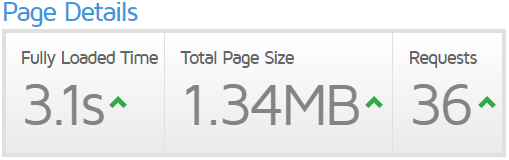 Page Details
Fully Loaded Time
3.1s
Total Page Size
1.34MB
Requests
36